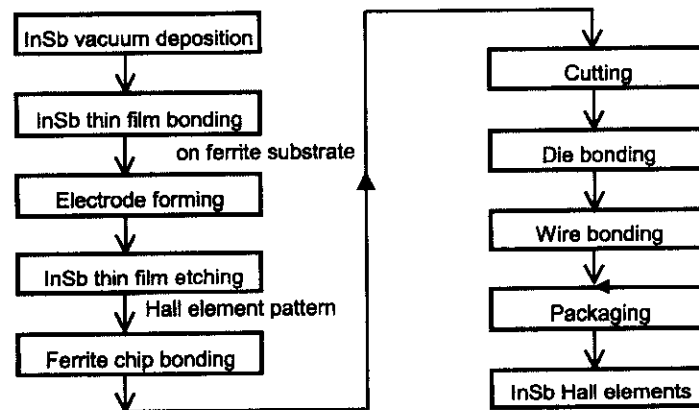 InSb vacuum deposition
InSb thin film bonding
on ferrite substrate
Electrode forming
InSb thin film etching
Hall element pattern
Ferrite chip bonding
Cutting
Die bonding
Wire bonding
Packaging
InSb Hall elements